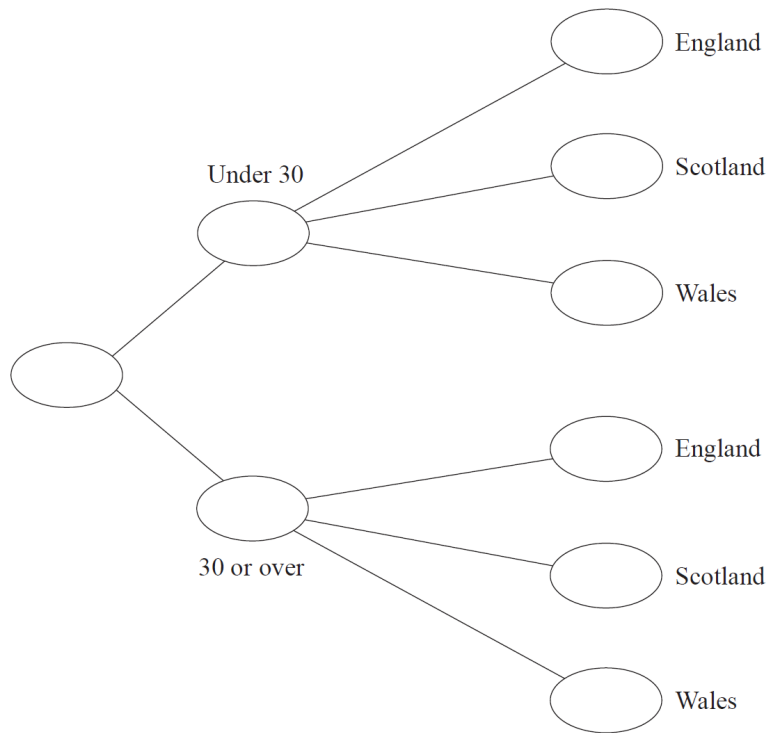 England
Scotland
Under 30
Wales
England
30 or over
Scotland
Wales